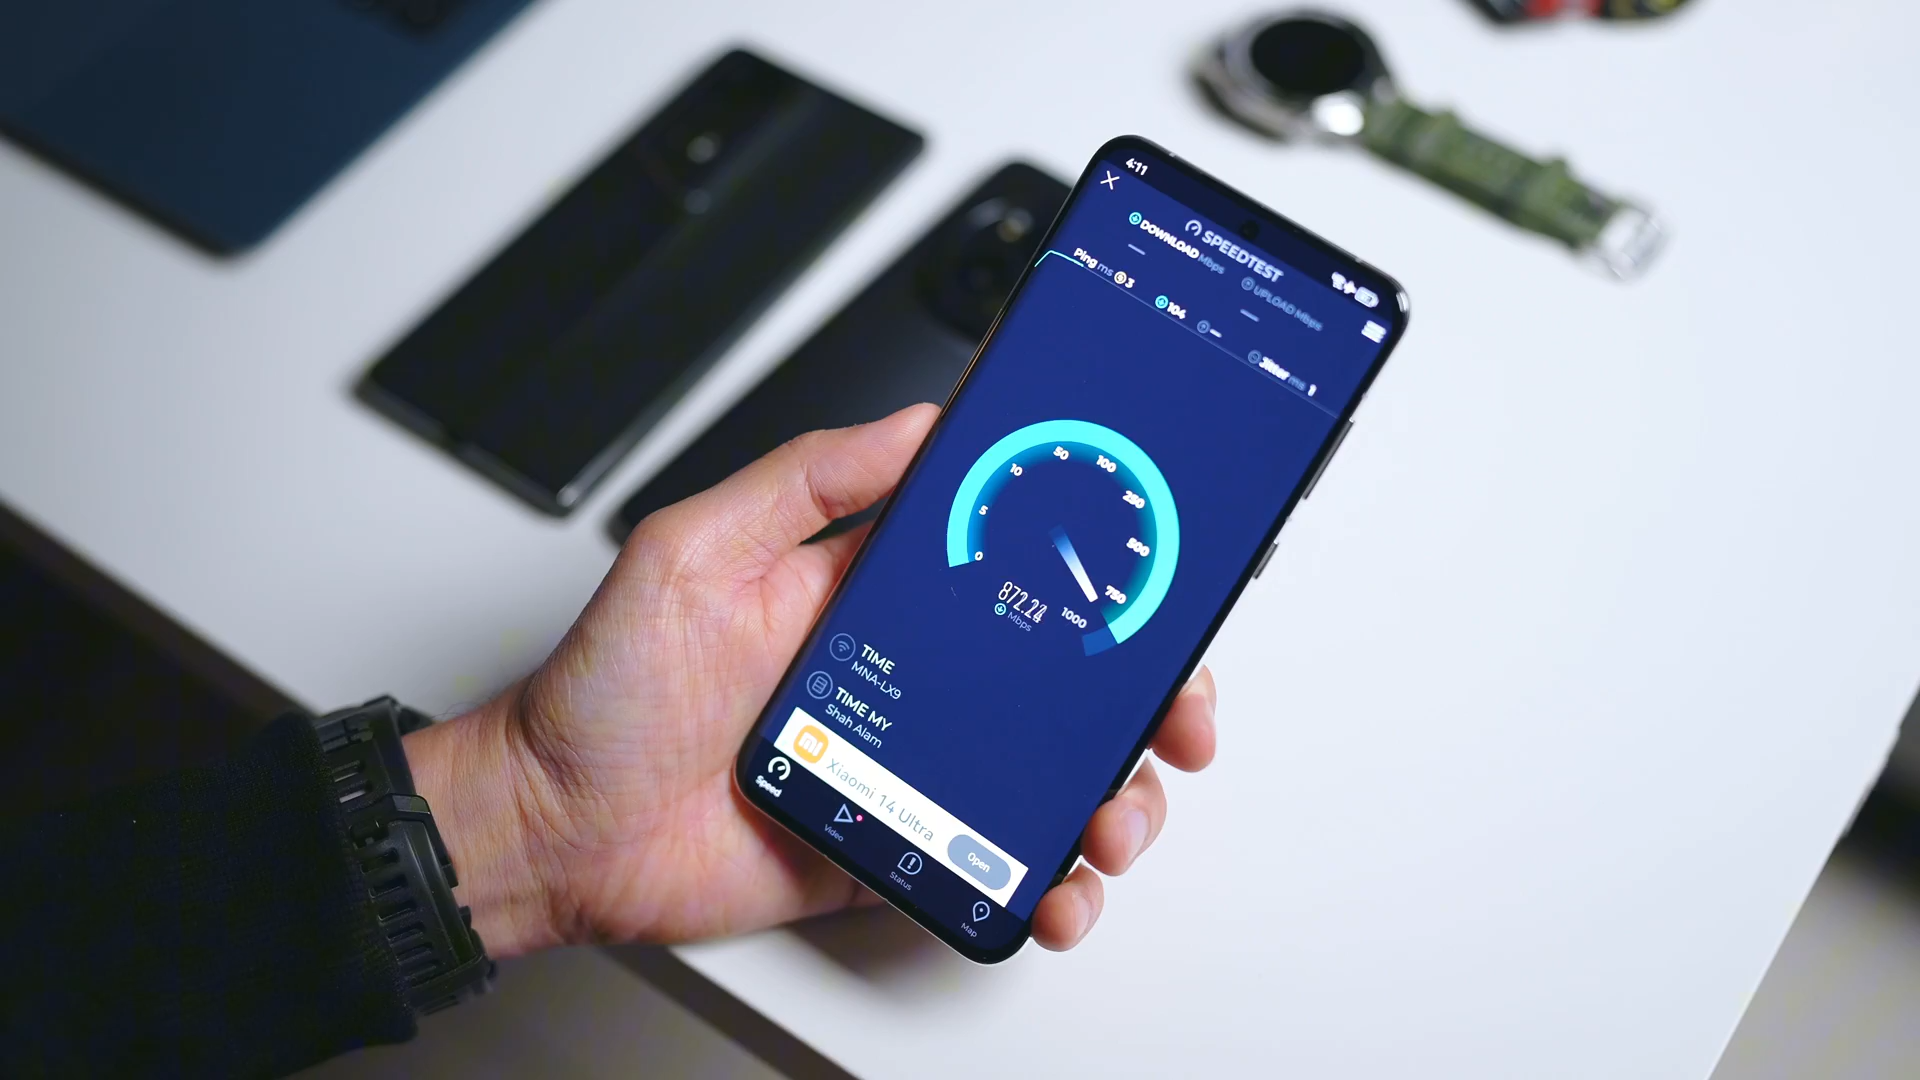 4:11
SPEEDTEST
DOWNLOAD Mbps
UPLOAD Mbps
Ping ms 3
104
Jitter ms 1
0
5
10
50
100
250
500
750
1000
872.24
Mbps
TIME
MNA-LX9
TIME MY
Shah Alam
mi
Xiaomi 14 Ultra
Open
Speed
Video
Status
Map